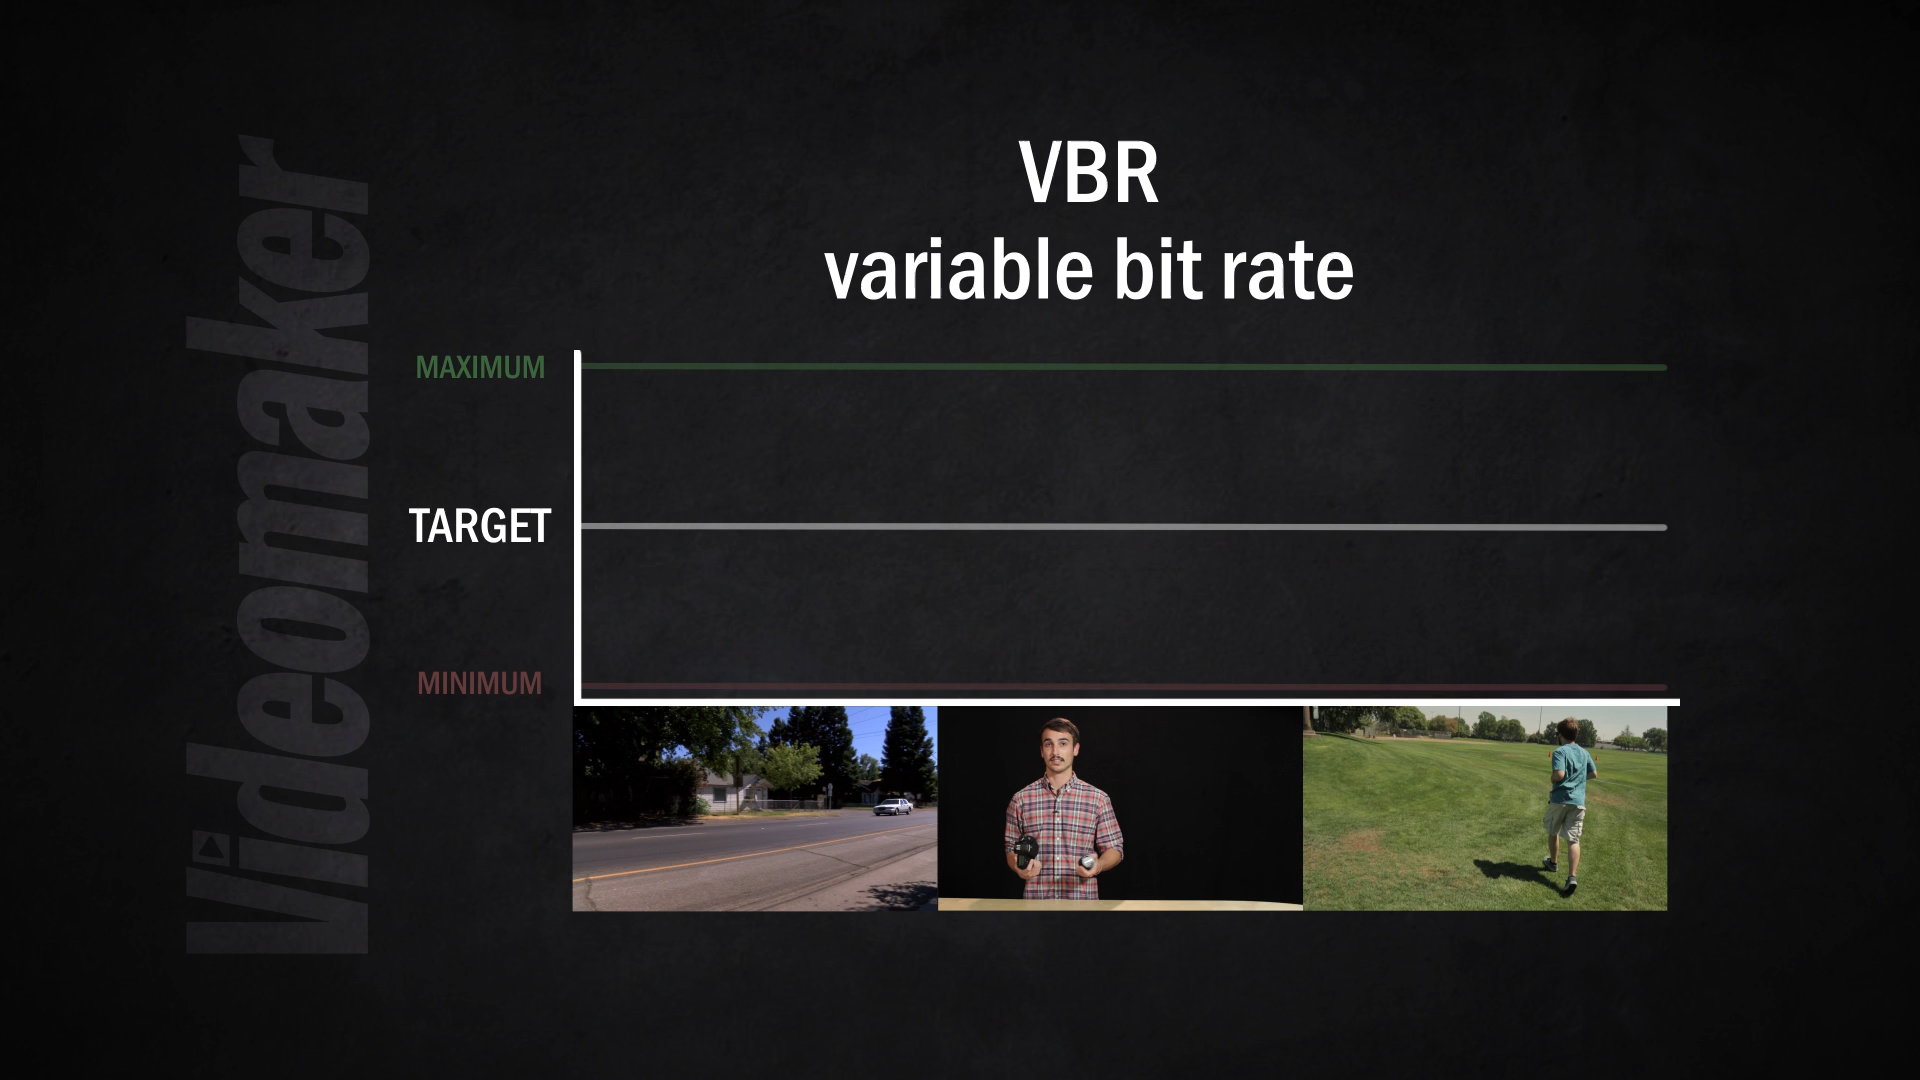 VBR
variable bit rate
MAXIMUM
TARGET
MINIMUM
Videomaker